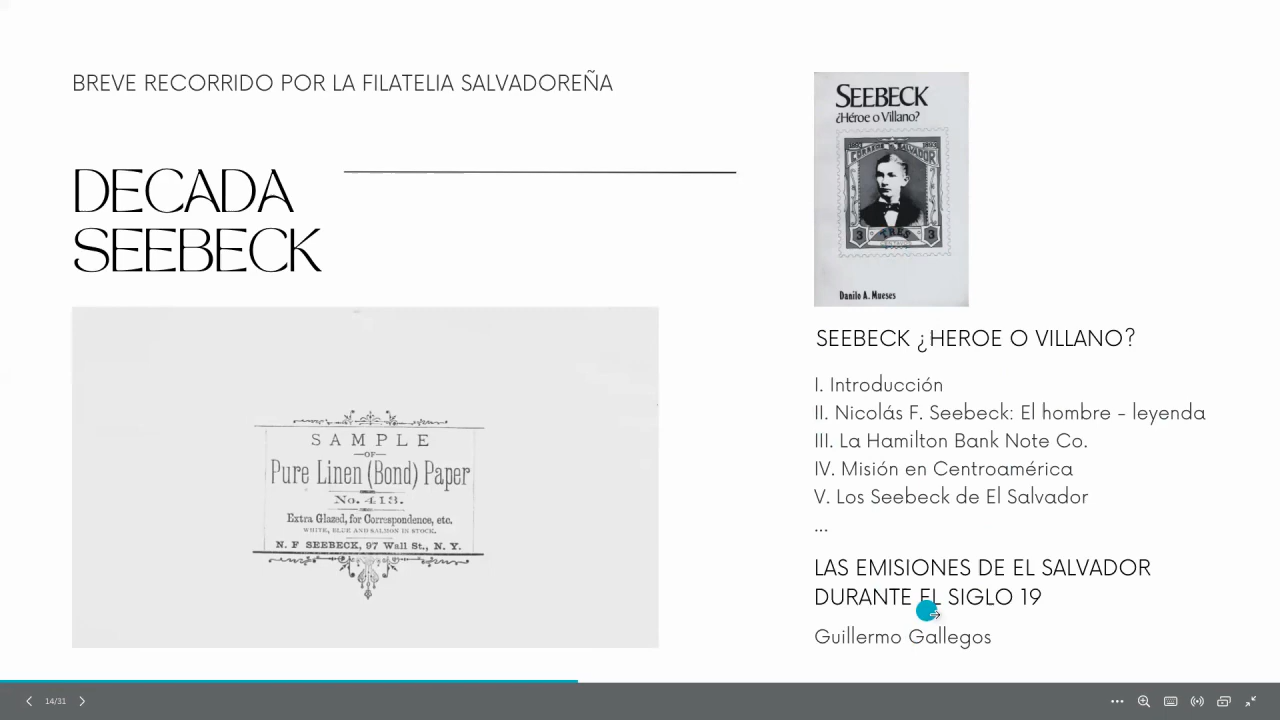 BREVE RECORRIDO POR LA FILATELIA SALVADOREÑA
DECADA
SEEBECK
SAMPLE
OF
Pure Linen (Bond) Paper
No. 413.
Extra Glazed, for Correspondence, etc.
WHITE, BLUE AND SALMON IN STOCK.
N. F SEEBECK, 97 Wall St., N. Y.
SEEBECK
¿Héroe o Villano?
CORREOS DE SALVADOR
3 TRES 3
Danilo A. Mueses
SEEBECK ¿HEROE O VILLANO?
I. Introducción
II. Nicolás F. Seebeck: El hombre - leyenda
III. La Hamilton Bank Note Co.
IV. Misión en Centroamérica
V. Los Seebeck de El Salvador
...
LAS EMISIONES DE EL SALVADOR
DURANTE EL SIGLO 19
Guillermo Gallegos
14/31